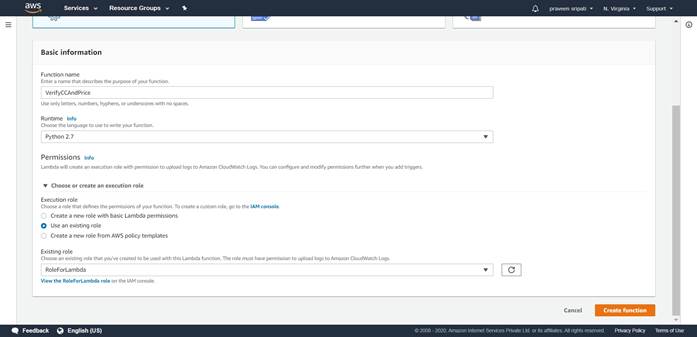 aws
Services
Resource Groups
praveen sripati
N. Virginia
Support
Basic information
Function name
Enter a name that describes the purpose of your function.
VerifyCCAndPrice
Use only letters, numbers, hyphens, or underscores with no spaces.
Runtime Info
Choose the language to use to write your function.
Python 2.7
Permissions Info
Lambda will create an execution role with permission to upload logs to Amazon CloudWatch Logs. You can configure and modify permissions further when you add triggers.
Choose or create an execution role
Execution role
Choose a role that defines the permissions of your function. To create a custom role, go to the IAM console.
Create a new role with basic Lambda permissions
Use an existing role
Create a new role from AWS policy templates
Existing role
Choose an existing role that you've created to be used with this Lambda function. The role must have permission to upload logs to Amazon CloudWatch Logs.
RoleForLambda
View the RoleForLambda role on the IAM console.
Cancel
Create function
Feedback
English (US)
© 2008 - 2020, Amazon Internet Services Private Ltd. or its affiliates. All rights reserved.
Privacy Policy
Terms of Use